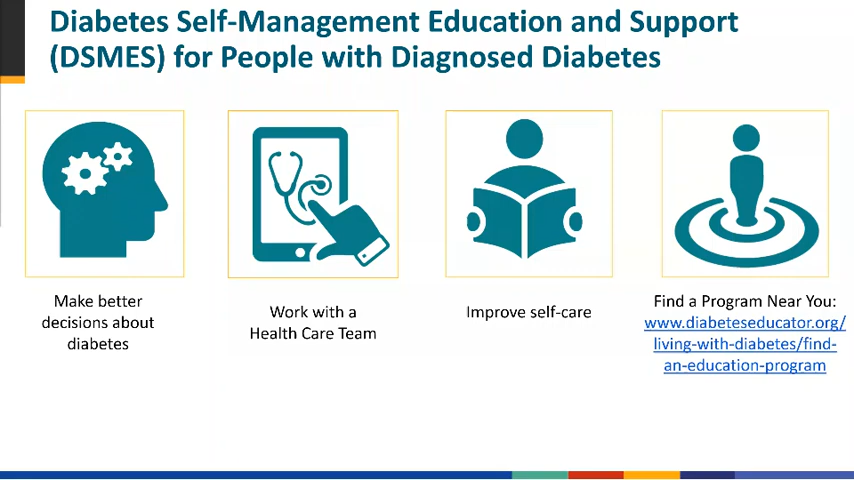 Diabetes Self-Management Education and Support
(DSMES) for People with Diagnosed Diabetes
Make better
decisions about
diabetes
Work with a
Health Care Team
Improve self-care
Find a Program Near You:
www.diabeteseducator.org/
living-with-diabetes/find-
an-education-program